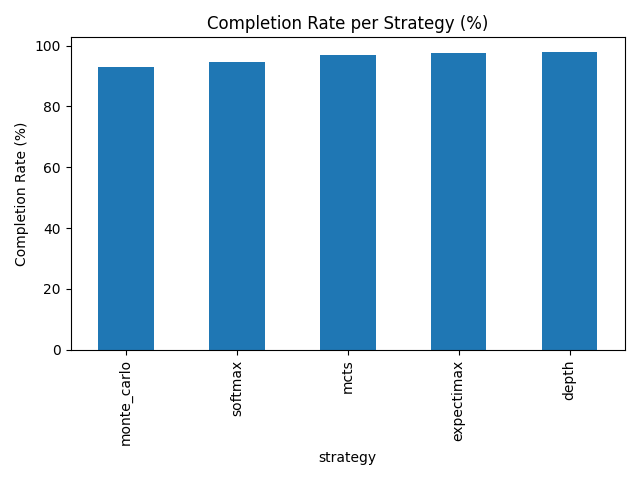 Completion Rate per Strategy (%)
Completion Rate (%)
100
80
60
40
20
0
monte_carlo
softmax
mcts
expectimax
depth
strategy